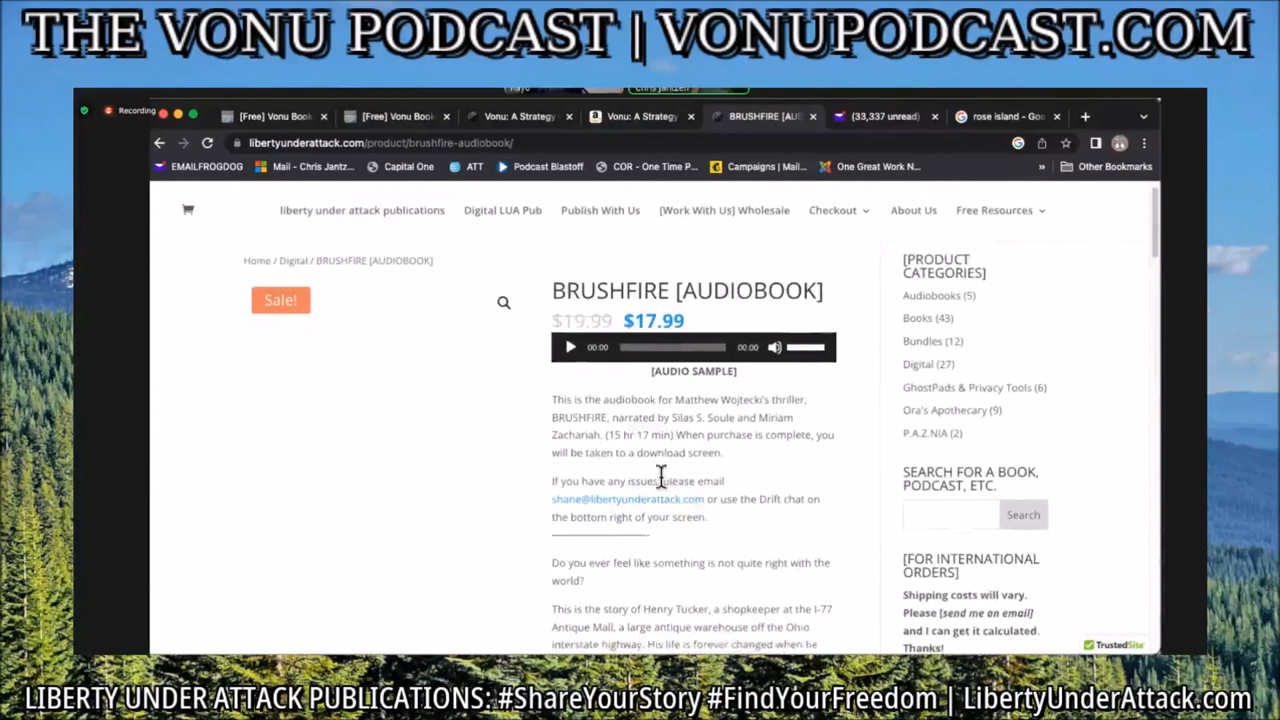 THE VONU PODCAST | VONUPODCAST.COM
Chris Jantzen
Recording
[Free] Vonu Book
[Free] Vonu Book
Vonu: A Strategy
Vonu: A Strategy
BRUSHFIRE [AUD
(33,337 unread)
rose island - Goo
libertyunderattack.com/product/brushfire-audiobook/
EMAILFROGDOG
Mail - Chris Jantz...
Capital One
ATT
Podcast Blastoff
COR - One Time P...
Campaigns | Mail...
One Great Work N...
»
Other Bookmarks
liberty under attack publications
Digital LUA Pub
Publish With Us
[Work With Us] Wholesale
Checkout
About Us
Free Resources
Home / Digital / BRUSHFIRE [AUDIOBOOK]
Sale!
BRUSHFIRE [AUDIOBOOK]
$19.99 $17.99
00:00
00:00
[AUDIO SAMPLE]
This is the audiobook for Matthew Wojtecki's thriller,
BRUSHFIRE, narrated by Silas S. Soule and Miriam
Zachariah. (15 hr 17 min) When purchase is complete, you
will be taken to a download screen.
If you have any issues please email
shane@libertyunderattack.com or use the Drift chat on
the bottom right of your screen.
Do you ever feel like something is not quite right with the
world?
This is the story of Henry Tucker, a shopkeeper at the I-77
Antique Mall, a large antique warehouse off the Ohio
interstate highway. His life is forever changed when he
[PRODUCT
CATEGORIES]
Audiobooks (5)
Books (43)
Bundles (12)
Digital (27)
GhostPads & Privacy Tools (6)
Ora's Apothecary (9)
P.A.Z.NIA (2)
SEARCH FOR A BOOK,
PODCAST, ETC.
Search
[FOR INTERNATIONAL
ORDERS]
Shipping costs will vary.
Please [send me an email]
and I can get it calculated.
Thanks!
TrustedSite
LIBERTY UNDER ATTACK PUBLICATIONS: #ShareYourStory #FindYourFreedom | LibertyUnderAttack.com